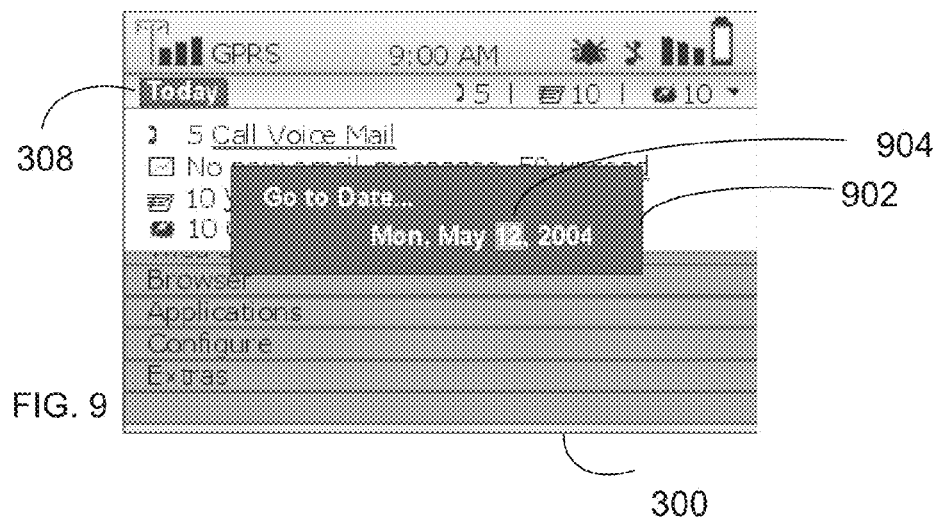 GPRS 9:00 AM
Today 5 | 10 | 10
308
5 Call Voice Mail
No
10
10
Go to Date...
Mon, May 12, 2004
904
902
Browser
Applications
Configure
Extras
FIG. 9
300